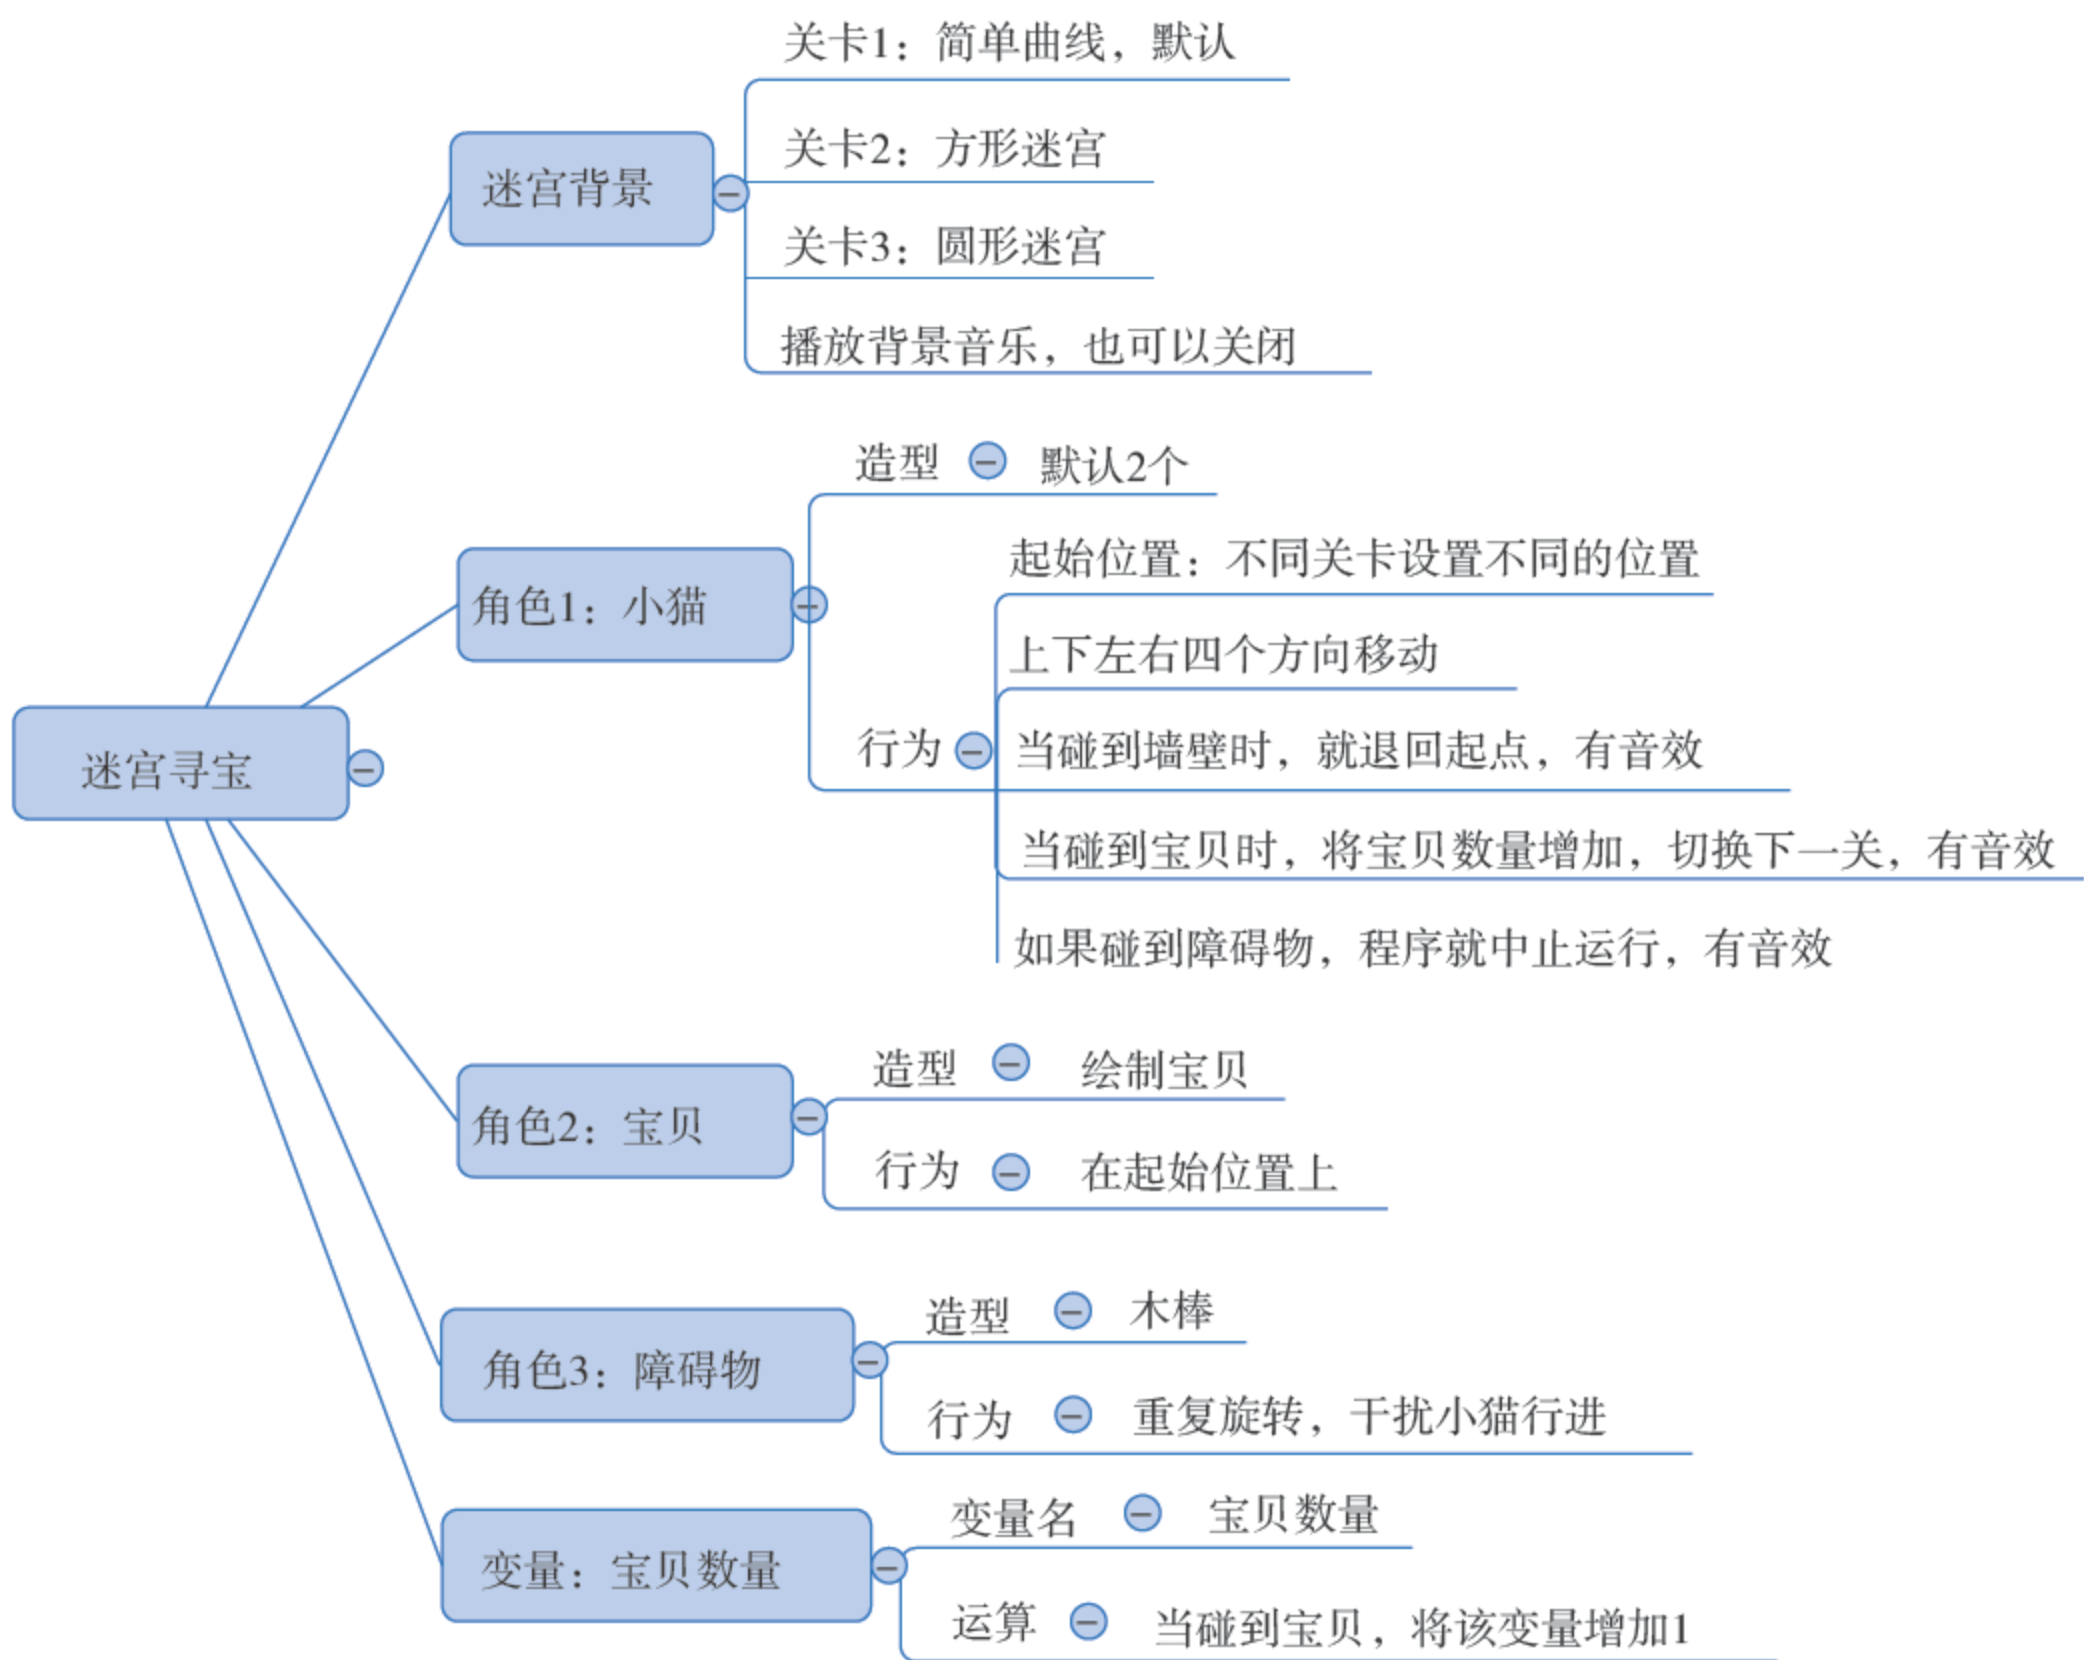 关卡1：简单曲线，默认
关卡2：方形迷宫
迷宫背景
关卡3：圆形迷宫
播放背景音乐，也可以关闭
造型 默认2个
起始位置：不同关卡设置不同的位置
角色1：小猫
上下左右四个方向移动
行为 当碰到墙壁时，就退回起点，有音效
迷宫寻宝
当碰到宝贝时，将宝贝数量增加，切换下一关，有音效
如果碰到障碍物，程序就中止运行，有音效
造型 绘制宝贝
角色2：宝贝
行为 在起始位置上
造型 木棒
角色3：障碍物
行为 重复旋转，干扰小猫行进
变量名 宝贝数量
变量：宝贝数量
运算 当碰到宝贝，将该变量增加1